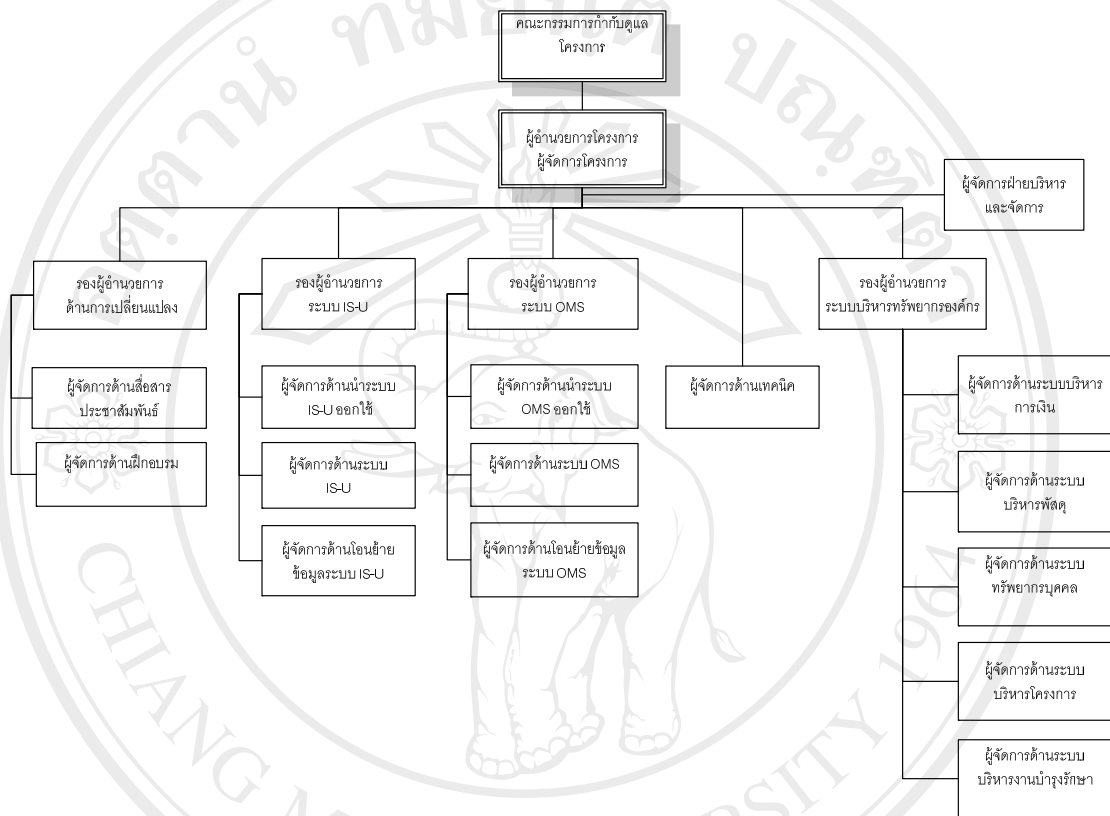 คณะกรรมการกำกับดูแล
โครงการ
ผู้อำนวยการโครงการ
ผู้จัดการโครงการ
ผู้จัดการฝ่ายบริหาร
และจัดการ
รองผู้อำนวยการ
ด้านการเปลี่ยนแปลง
รองผู้อำนวยการ
ระบบ IS-U
รองผู้อำนวยการ
ระบบ OMS
รองผู้อำนวยการ
ระบบบริหารทรัพยากรองค์กร
ผู้จัดการด้านสื่อสาร
ประชาสัมพันธ์
ผู้จัดการด้านฝึกอบรม
ผู้จัดการด้านนำระบบ
IS-U ออกใช้
ผู้จัดการด้านระบบ
IS-U
ผู้จัดการด้านโอนย้าย
ข้อมูลระบบ IS-U
ผู้จัดการด้านนำระบบ
OMS ออกใช้
ผู้จัดการด้านระบบ OMS
ผู้จัดการด้านโอนย้ายข้อมูล
ระบบ OMS
ผู้จัดการด้านเทคนิค
ผู้จัดการด้านระบบบริหาร
การเงิน
ผู้จัดการด้านระบบ
บริหารพัสดุ
ผู้จัดการด้านระบบ
ทรัพยากรบุคคล
ผู้จัดการด้านระบบ
บริหารโครงการ
ผู้จัดการด้านระบบ
บริหารงานบำรุงรักษา
CHIANG
1964